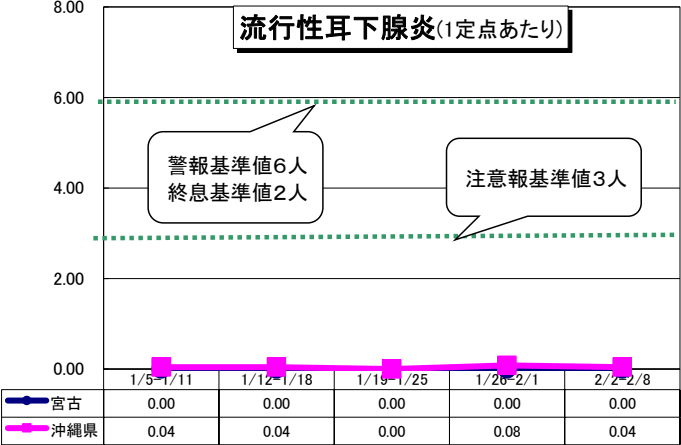 流行性耳下腺炎(1定点あたり)
8.00
6.00
警報基準値6人
終息基準値2人
注意報基準値3人
4.00
2.00
0.00
1/5-1/11 1/12-1/18 1/19-1/25 1/26-2/1 2/2-2/8
宮古 0.00 0.00 0.00 0.00 0.00
沖縄県 0.04 0.04 0.00 0.08 0.04